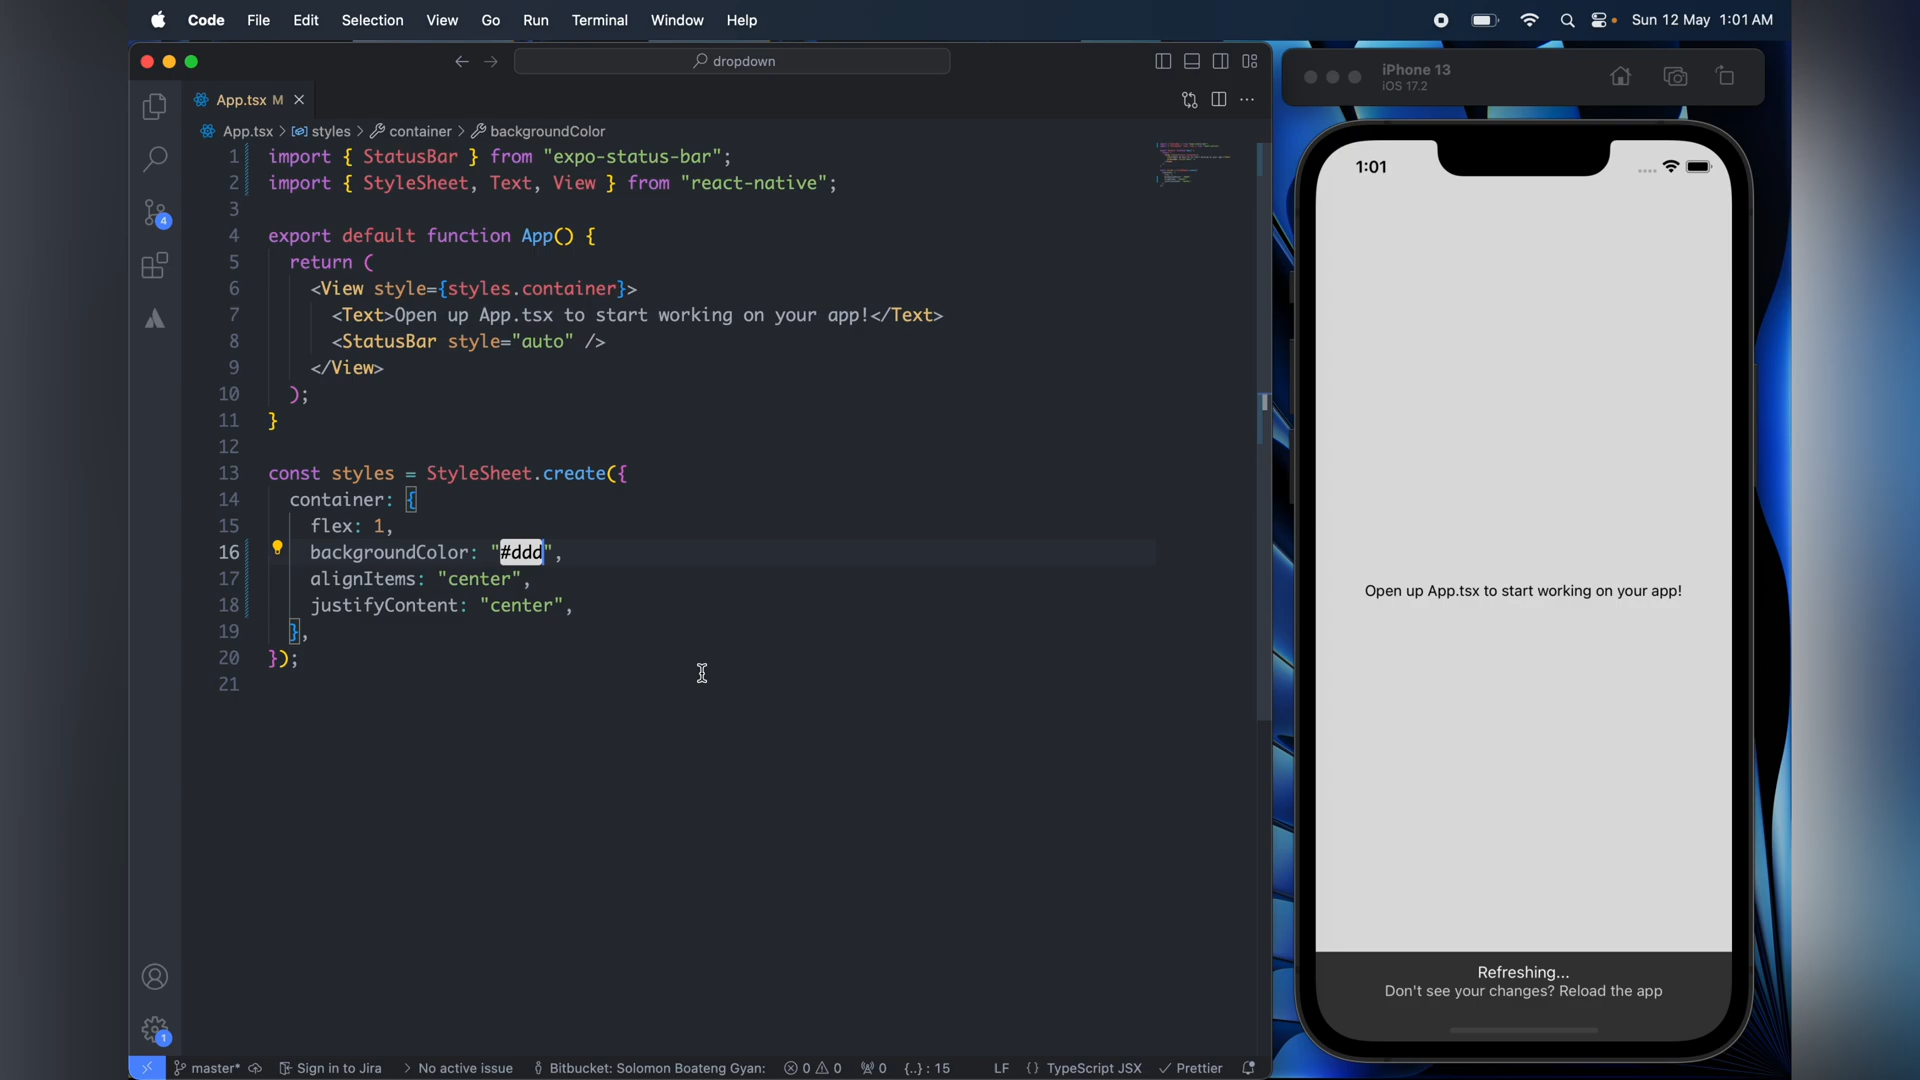 Code File Edit Selection View Go Run Terminal Window Help
Sun 12 May 1:01 AM
dropdown
App.tsx M
App.tsx > styles > container > backgroundColor
1 import { StatusBar } from "expo-status-bar";
2 import { StyleSheet, Text, View } from "react-native";
3
4 export default function App() {
5 return (
6 <View style={styles.container}>
7 <Text>Open up App.tsx to start working on your app!</Text>
8 <StatusBar style="auto" />
9 </View>
10 );
11 }
12
13 const styles = StyleSheet.create({
14 container: {
15 flex: 1,
16 backgroundColor: "#ddd",
17 alignItems: "center",
18 justifyContent: "center",
19 },
20 });
21
4
1
master* Sign in to Jira > No active issue Bitbucket: Solomon Boateng Gyan: 0 0 0 {..} : 15 LF {} TypeScript JSX Prettier
iPhone 13
iOS 17.2
1:01
Open up App.tsx to start working on your app!
Refreshing...
Don't see your changes? Reload the app